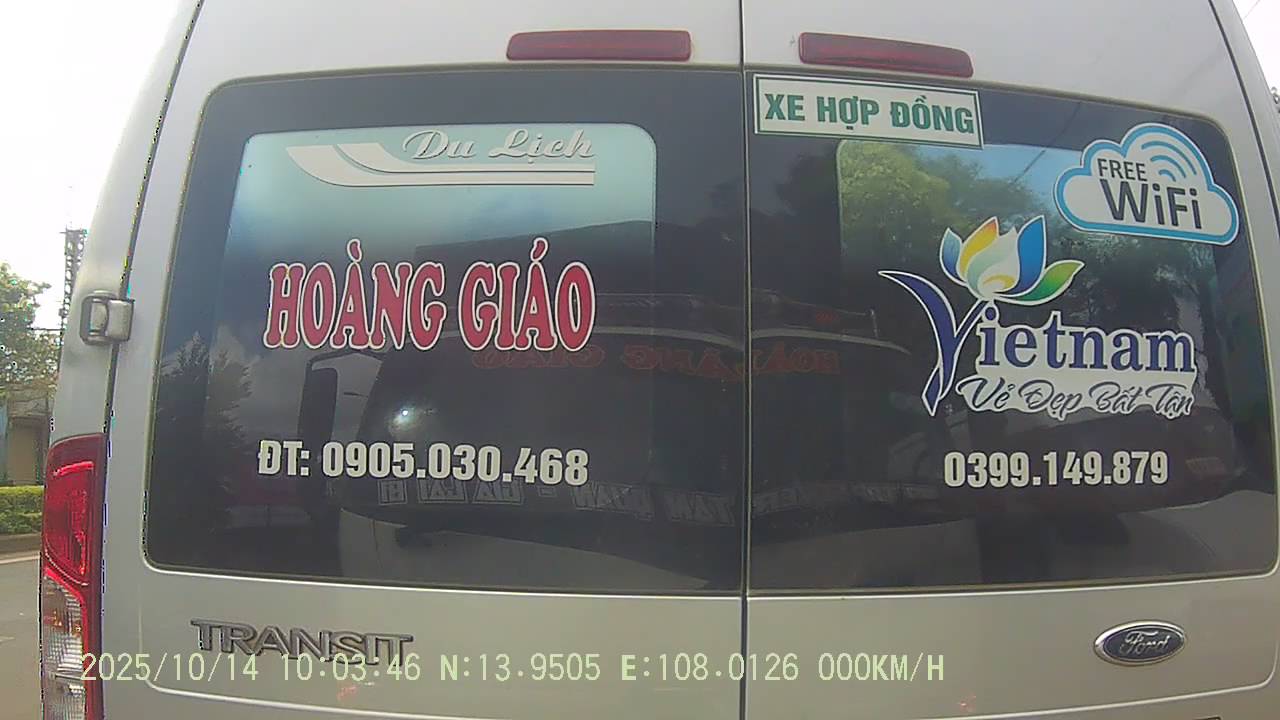 Du Lịch
HOÀNG GIÁO
ĐT: 0905.030.468
XE HỢP ĐỒNG
FREE
WiFi
Vietnam
Vẻ Đẹp Bất Tận
0399.149.879
TRANSIT
Ford
2025/10/14 10:03:46 N:13.9505 E:108.0126 000KM/H